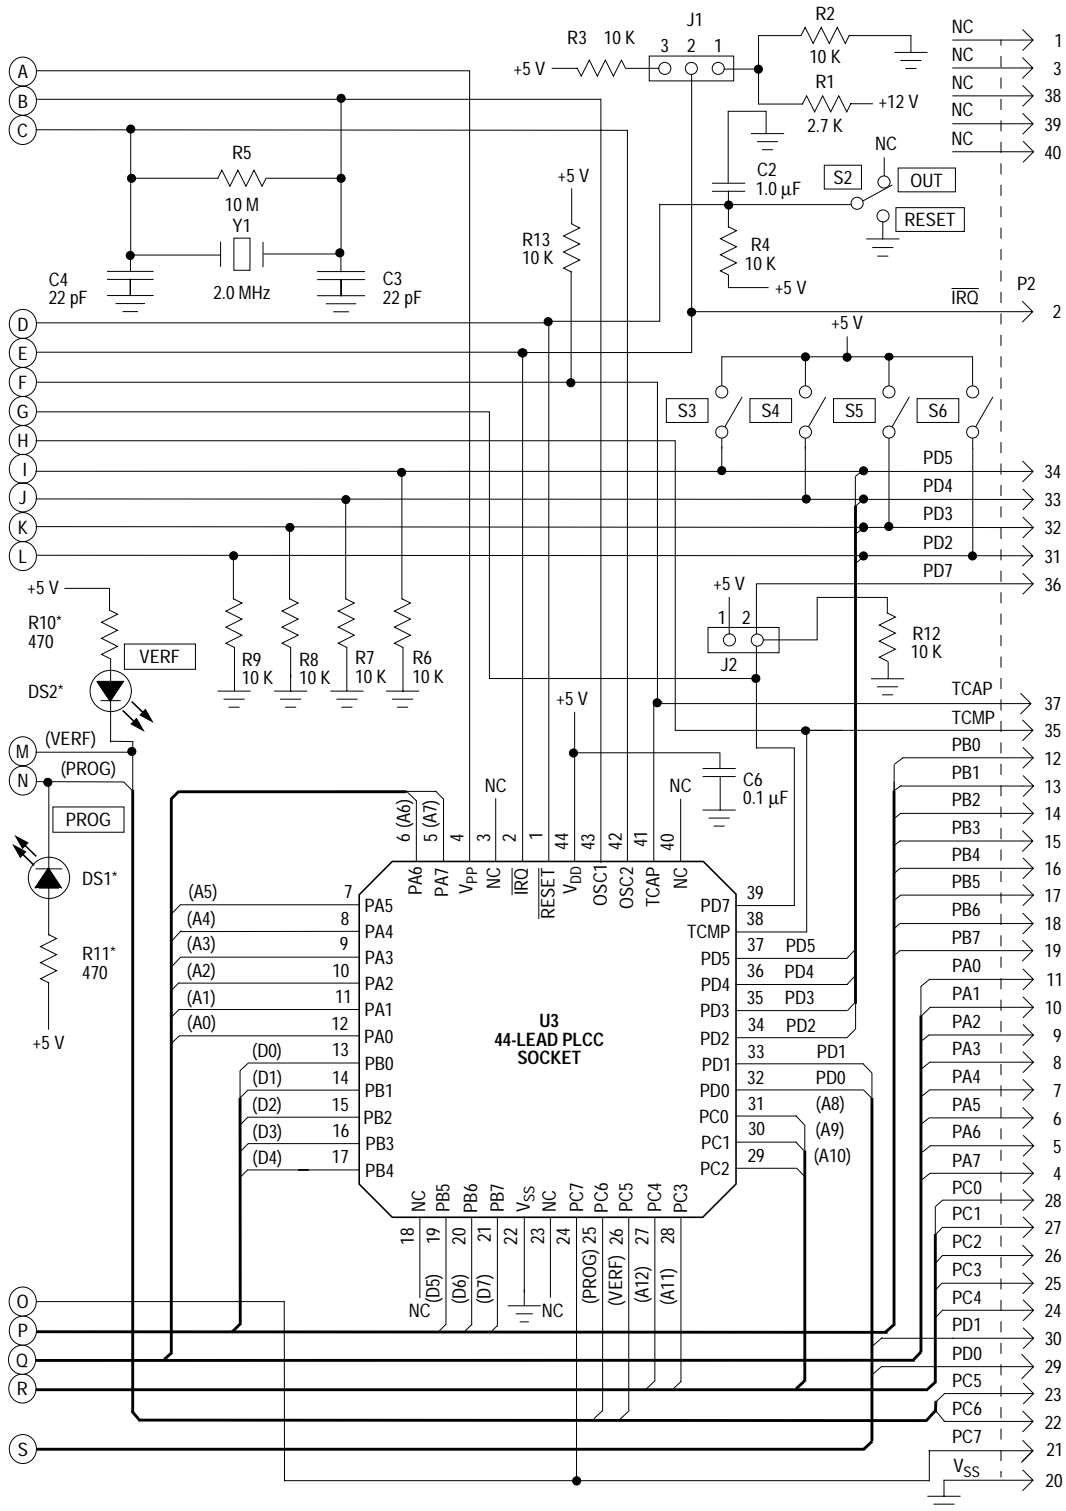 J1
R2
10 K
R3 10 K
3 2 1
+5 V
R1
2.7 K
+12 V
NC 1
NC 3
NC 38
NC 39
NC 40
A
B
C
R5
10 M
Y1
2.0 MHz
C4
22 pF
C3
22 pF
+5 V
R13
10 K
C2
1.0 µF
NC
S2
OUT
RESET
R4
10 K
+5 V
P2
IRQ 2
D
E
F
G
H
I
J
K
L
+5 V
S3
S4
S5
S6
PD5 34
PD4 33
PD3 32
PD2 31
PD7 36
+5 V
R10*
470
VERF
DS2*
R9
10 K
R8
10 K
R7
10 K
R6
10 K
+5 V
1 2
J2
R12
10 K
+5 V
C6
0.1 µF
M (VERF)
N (PROG)
PROG
DS1*
R11*
470
+5 V
TCAP 37
TCMP 35
PB0 12
PB1 13
PB2 14
PB3 15
PB4 16
PB5 17
PB6 18
PB7 19
PA0 11
PA1 10
PA2 9
PA3 8
PA4 7
PA5 6
PA6 5
PA7 4
PC0 28
PC1 27
PC2 26
PC3 25
PC4 24
PD1 30
PD0 29
PC5 23
PC6 22
PC7 21
VSS 20
6 (A6) PA6
5 (A7) PA7
4 VPP
NC 3 NC
2 IRQ
1 RESET
44 VDD
43 OSC1
42 OSC2
41 TCAP
NC 40 NC
(A5) 7 PA5
(A4) 8 PA4
(A3) 9 PA3
(A2) 10 PA2
(A1) 11 PA1
(A0) 12 PA0
(D0) 13 PB0
(D1) 14 PB1
(D2) 15 PB2
(D3) 16 PB3
(D4) 17 PB4
U3
44-LEAD PLCC
SOCKET
PD7 39
TCMP 38
PD5 37 PD5
PD4 36 PD4
PD3 35 PD3
PD2 34 PD2
PD1 33 PD1
PD0 32 PD0
PC0 31 (A8)
PC1 30 (A9)
PC2 29 (A10)
NC 18 NC
PB5 19 (D5)
PB6 20 (D6)
PB7 21 (D7)
VSS 22
NC 23 NC
PC7 24
PC6 25 (PROG)
PC5 26 (VERF)
PC4 27 (A12)
PC3 28 (A11)
O
P
Q
R
S